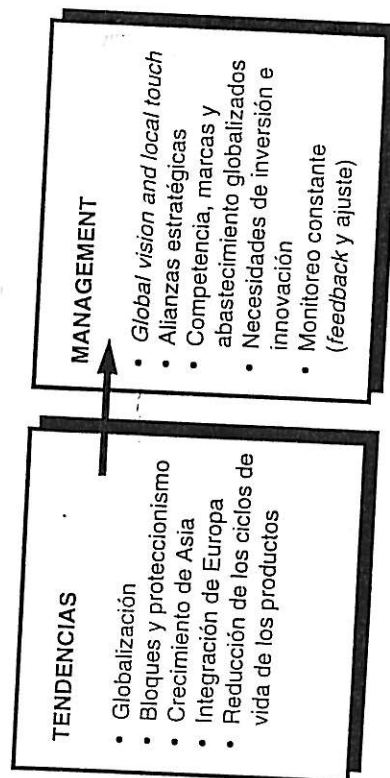 TENDENCIAS
• Globalización
• Bloques y proteccionismo
• Crecimiento de Asia
• Integración de Europa
• Reducción de los ciclos de
vida de los productos
MANAGEMENT
• Global vision and local touch
• Alianzas estratégicas
• Competencia, marcas y
abastecimiento globalizados
• Necesidades de inversión e
innovación
• Monitoreo constante
(feedback y ajuste)